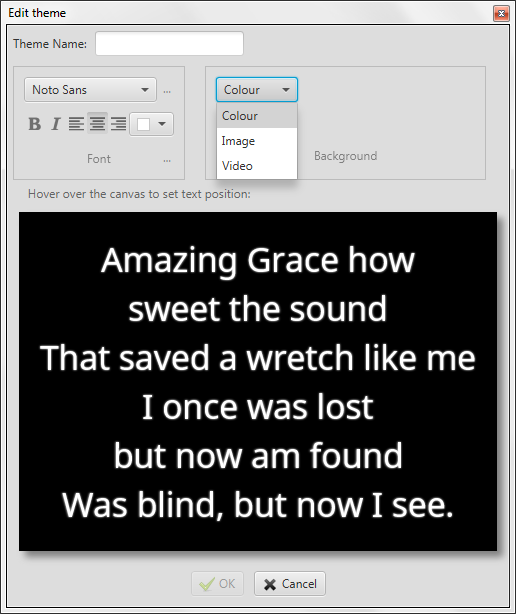 Edit theme
Theme Name:
Noto Sans
...
Colour
B I
Font
...
Colour
Image
Video
Background
Hover over the canvas to set text position:
Amazing Grace how
sweet the sound
That saved a wretch like me
I once was lost
but now am found
Was blind, but now I see.
OK
Cancel